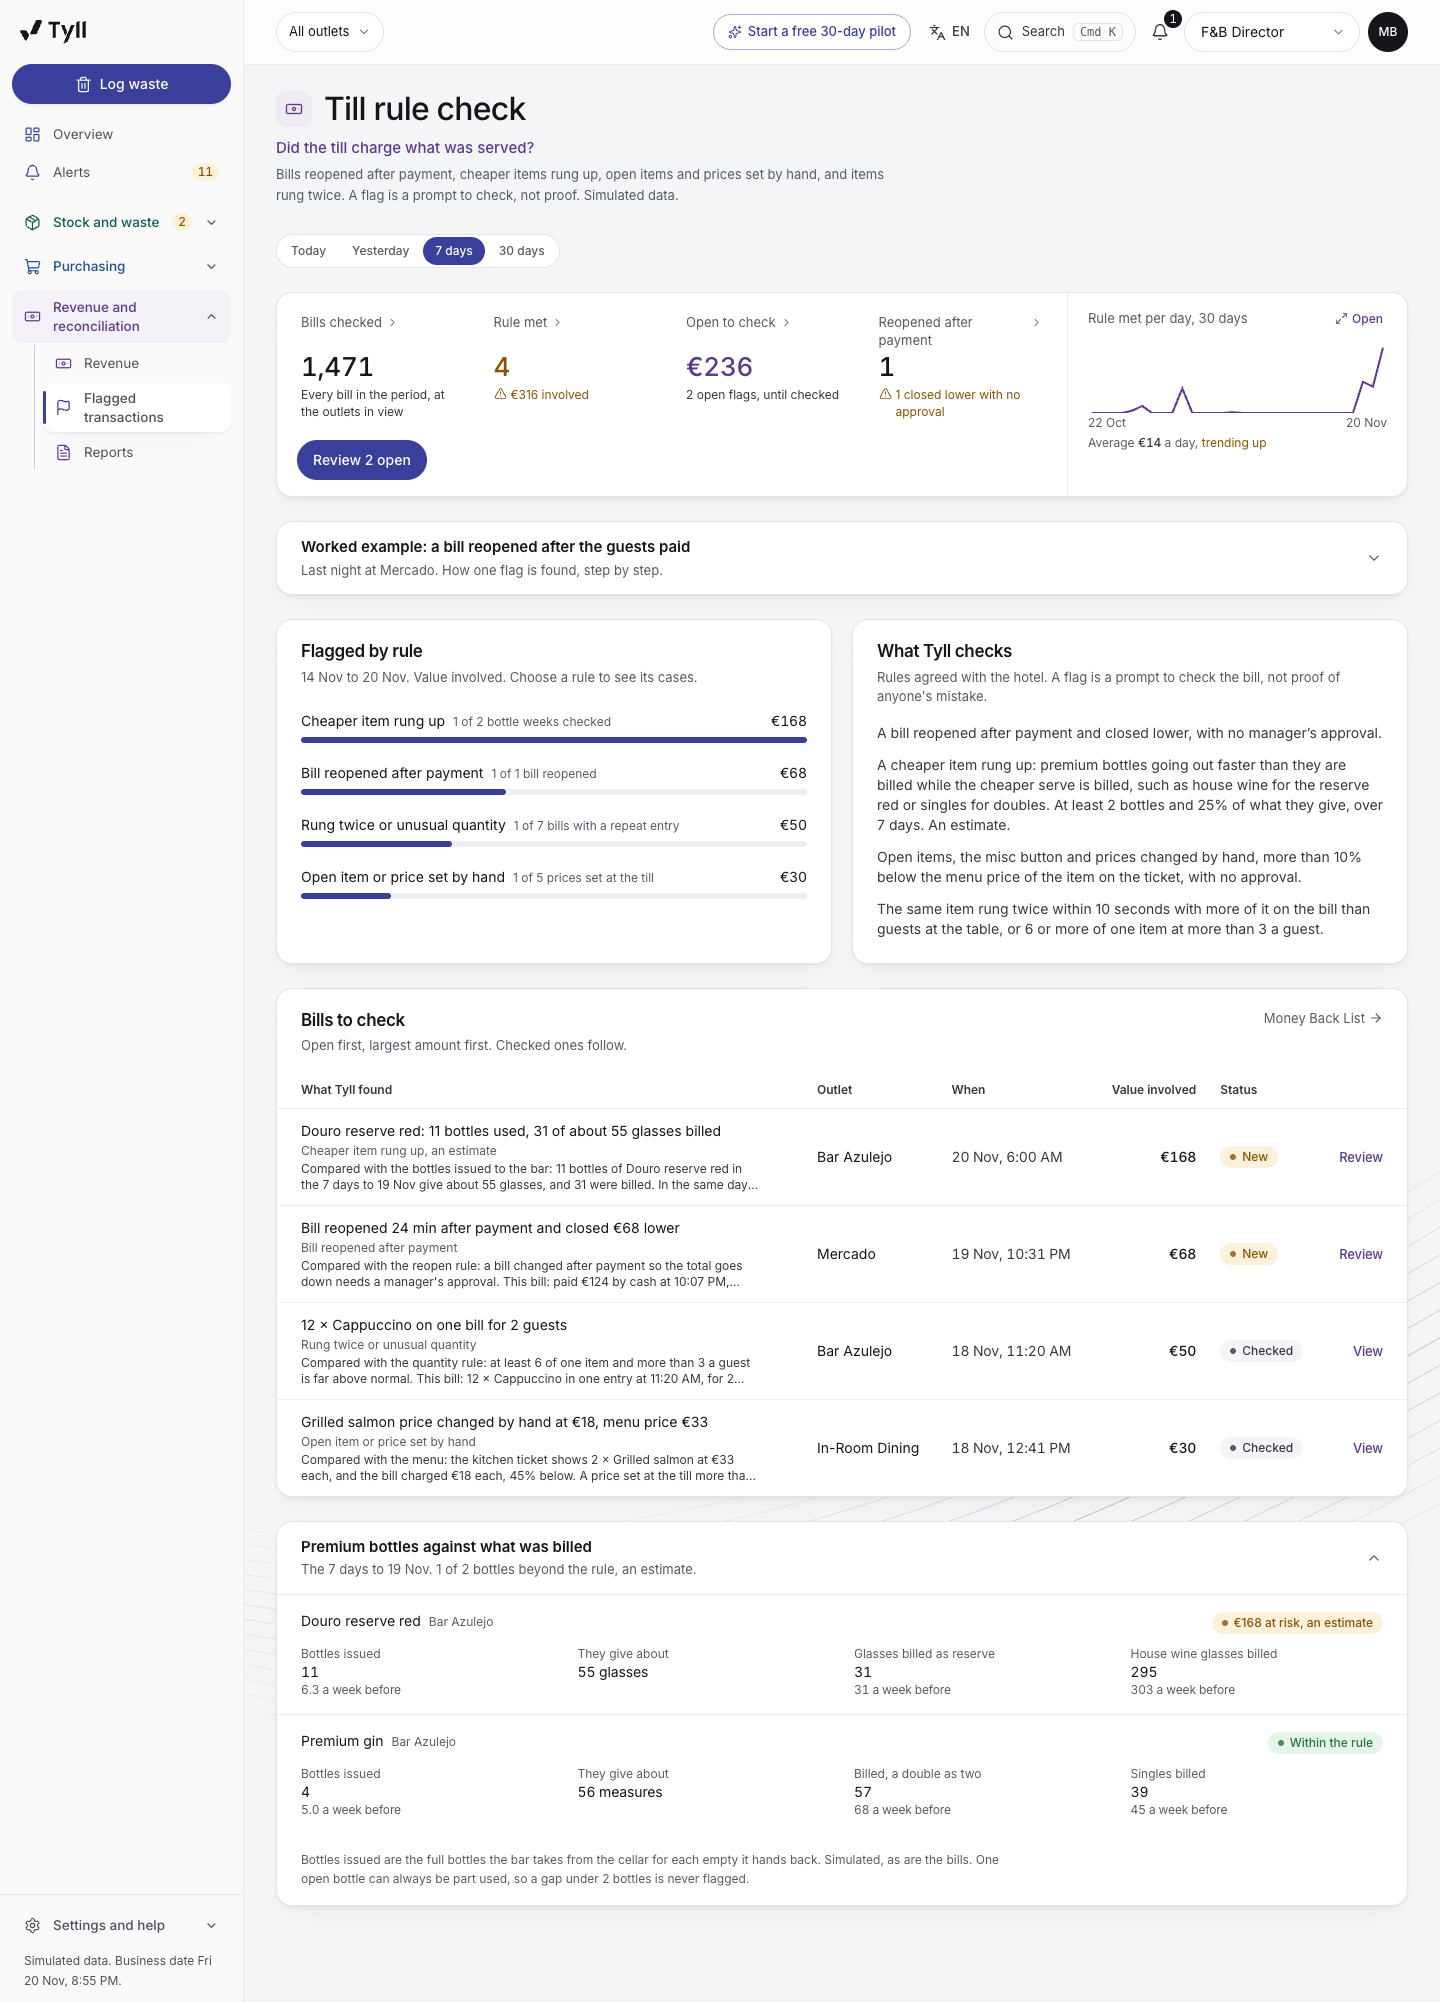 Tyll
Log waste
Overview
Alerts 11
Stock and waste 2
Purchasing
Revenue and
reconciliation
Revenue
Flagged
transactions
Reports
Settings and help
Simulated data. Business date Fri
20 Nov, 8:55 PM.
All outlets
Start a free 30-day pilot
EN
Search Cmd K
1
F&B Director
MB
Till rule check
Did the till charge what was served?
Bills reopened after payment, cheaper items rung up, open items and prices set by hand, and items
rung twice. A flag is a prompt to check, not proof. Simulated data.
Today Yesterday 7 days 30 days
Bills checked
1,471
Every bill in the period, at
the outlets in view
Rule met
4
€316 involved
Open to check
€236
2 open flags, until checked
Reopened after
payment
1
1 closed lower with no
approval
Review 2 open
Rule met per day, 30 days
Open
22 Oct 20 Nov
Average €14 a day, trending up
Worked example: a bill reopened after the guests paid
Last night at Mercado. How one flag is found, step by step.
Flagged by rule
14 Nov to 20 Nov. Value involved. Choose a rule to see its cases.
Cheaper item rung up 1 of 2 bottle weeks checked €168
Bill reopened after payment 1 of 1 bill reopened €68
Rung twice or unusual quantity 1 of 7 bills with a repeat entry €50
Open item or price set by hand 1 of 5 prices set at the till €30
What Tyll checks
Rules agreed with the hotel. A flag is a prompt to check the bill, not proof of
anyone's mistake.
A bill reopened after payment and closed lower, with no manager’s approval.
A cheaper item rung up: premium bottles going out faster than they are
billed while the cheaper serve is billed, such as house wine for the reserve
red or singles for doubles. At least 2 bottles and 25% of what they give, over
7 days. An estimate.
Open items, the misc button and prices changed by hand, more than 10%
below the menu price of the item on the ticket, with no approval.
The same item rung twice within 10 seconds with more of it on the bill than
guests at the table, or 6 or more of one item at more than 3 a guest.
Bills to check
Open first, largest amount first. Checked ones follow.
Money Back List
What Tyll found Outlet When Value involved Status
Douro reserve red: 11 bottles used, 31 of about 55 glasses billed
Cheaper item rung up, an estimate
Compared with the bottles issued to the bar: 11 bottles of Douro reserve red in
the 7 days to 19 Nov give about 55 glasses, and 31 were billed. In the same day…
Bar Azulejo 20 Nov, 6:00 AM €168 New Review
Bill reopened 24 min after payment and closed €68 lower
Bill reopened after payment
Compared with the reopen rule: a bill changed after payment so the total goes
down needs a manager's approval. This bill: paid €124 by cash at 10:07 PM,…
Mercado 19 Nov, 10:31 PM €68 New Review
12 × Cappuccino on one bill for 2 guests
Rung twice or unusual quantity
Compared with the quantity rule: at least 6 of one item and more than 3 a guest
is far above normal. This bill: 12 × Cappuccino in one entry at 11:20 AM, for 2…
Bar Azulejo 18 Nov, 11:20 AM €50 Checked View
Grilled salmon price changed by hand at €18, menu price €33
Open item or price set by hand
Compared with the menu: the kitchen ticket shows 2 × Grilled salmon at €33
each, and the bill charged €18 each, 45% below. A price set at the till more tha…
In-Room Dining 18 Nov, 12:41 PM €30 Checked View
Premium bottles against what was billed
The 7 days to 19 Nov. 1 of 2 bottles beyond the rule, an estimate.
Douro reserve red Bar Azulejo €168 at risk, an estimate
Bottles issued They give about Glasses billed as reserve House wine glasses billed
11 55 glasses 31 295
6.3 a week before 31 a week before 303 a week before
Premium gin Bar Azulejo Within the rule
Bottles issued They give about Billed, a double as two Singles billed
4 56 measures 57 39
5.0 a week before 68 a week before 45 a week before
Bottles issued are the full bottles the bar takes from the cellar for each empty it hands back. Simulated, as are the bills. One
open bottle can always be part used, so a gap under 2 bottles is never flagged.